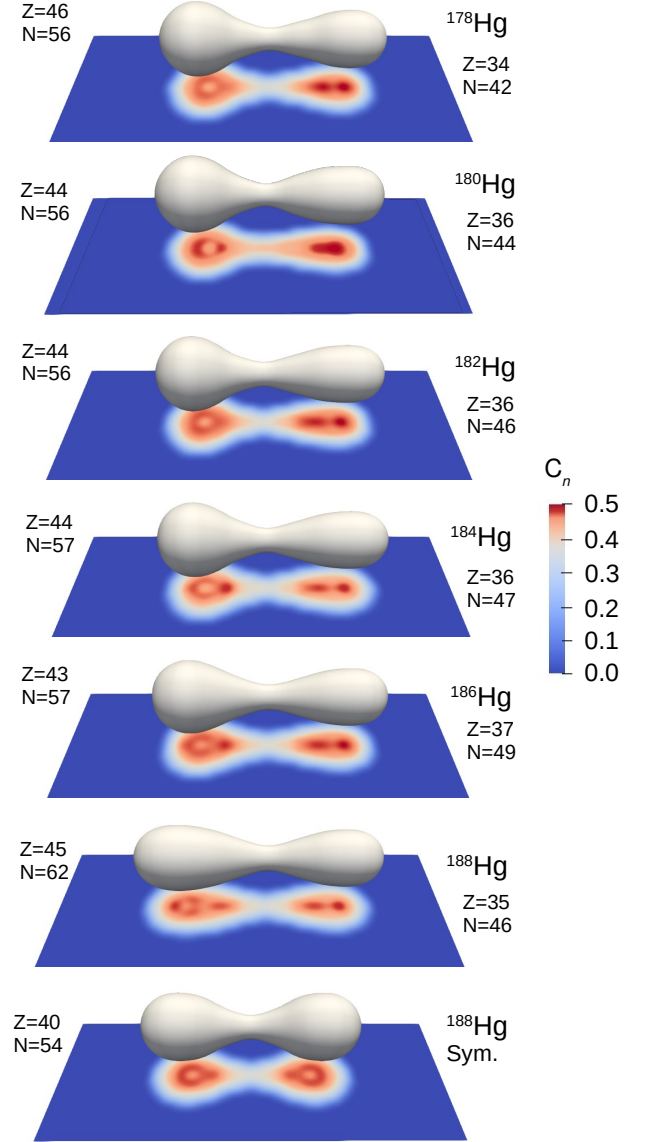 Z=46
N=56
¹⁷⁸Hg
Z=34
N=42
Z=44
N=56
¹⁸⁰Hg
Z=36
N=44
Z=44
N=56
¹⁸²Hg
Z=36
N=46
Cₙ
0.5
0.4
0.3
0.2
0.1
0.0
Z=44
N=57
¹⁸⁴Hg
Z=36
N=47
Z=43
N=57
¹⁸⁶Hg
Z=37
N=49
Z=45
N=62
¹⁸⁸Hg
Z=35
N=46
Z=40
N=54
¹⁸⁸Hg
Sym.